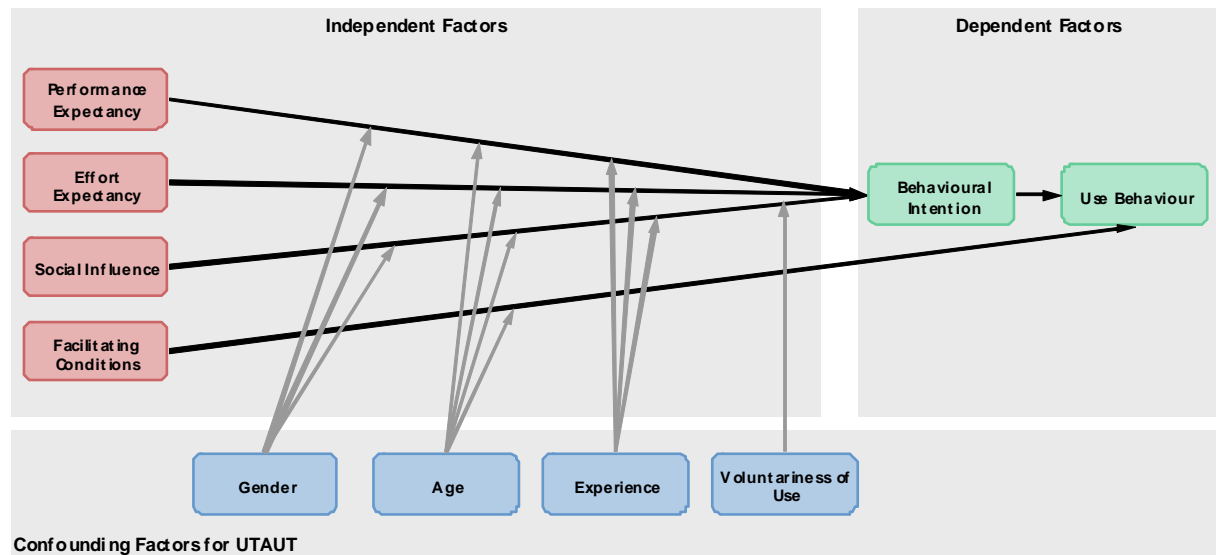 Independent Factors
Dependent Factors
Performance
Expectancy
Effort
Expectancy
Social Influence
Facilitating
Conditions
Behavioural
Intention
Use Behaviour
Gender
Age
Experience
Voluntariness of
Use
Confounding Factors for UTAUT